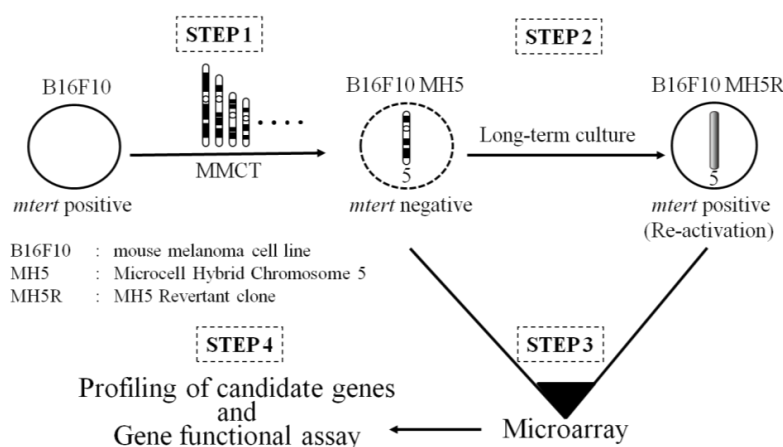 STEP 1
STEP 2
B16F10
B16F10 MH5
B16F10 MH5R
MMCT
Long-term culture
5
5
mtert positive
mtert negative
mtert positive
(Re-activation)
B16F10 : mouse melanoma cell line
MH5 : Microcell Hybrid Chromosome 5
MH5R : MH5 Revertant clone
STEP 4
STEP 3
Profiling of candidate genes
and
Gene functional assay
Microarray